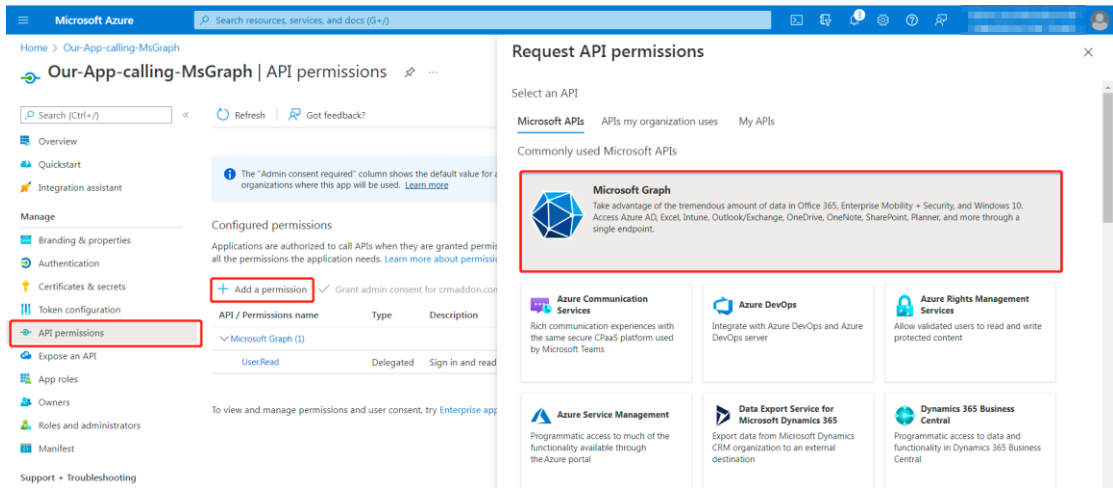 Microsoft Azure
Search resources, services, and docs (G+/)
3
Home > Our-App-calling-MsGraph
Our-App-calling-MsGraph | API permissions
Search (Ctrl+/)
Overview
Quickstart
Integration assistant
Manage
Branding & properties
Authentication
Certificates & secrets
Token configuration
API permissions
Expose an API
App roles
Owners
Roles and administrators
Manifest
Support + Troubleshooting
Refresh
Got feedback?
The "Admin consent required" column shows the default value for a
organizations where this app will be used. Learn more
Configured permissions
Applications are authorized to call APIs when they are granted permis
all the permissions the application needs. Learn more about permissi
Add a permission
Grant admin consent for crmaddon.con
API / Permissions name Type Description
Microsoft Graph (1)
User.Read Delegated Sign in and read
To view and manage permissions and user consent, try Enterprise app
Request API permissions
Select an API
Microsoft APIs APIs my organization uses My APIs
Commonly used Microsoft APIs
Microsoft Graph
Take advantage of the tremendous amount of data in Office 365, Enterprise Mobility + Security, and Windows 10.
Access Azure AD, Excel, Intune, Outlook/Exchange, OneDrive, OneNote, SharePoint, Planner, and more through a
single endpoint.
Azure Communication
Services
Rich communication experiences with
the same secure CPaaS platform used
by Microsoft Teams
Azure DevOps
Integrate with Azure DevOps and Azure
DevOps server
Azure Rights Management
Services
Allow validated users to read and write
protected content
Azure Service Management
Programmatic access to much of the
functionality available through
the Azure portal
Data Export Service for
Microsoft Dynamics 365
Export data from Microsoft Dynamics
CRM organization to an external
destination
Dynamics 365 Business
Central
Programmatic access to data and
functionality in Dynamics 365 Business
Central